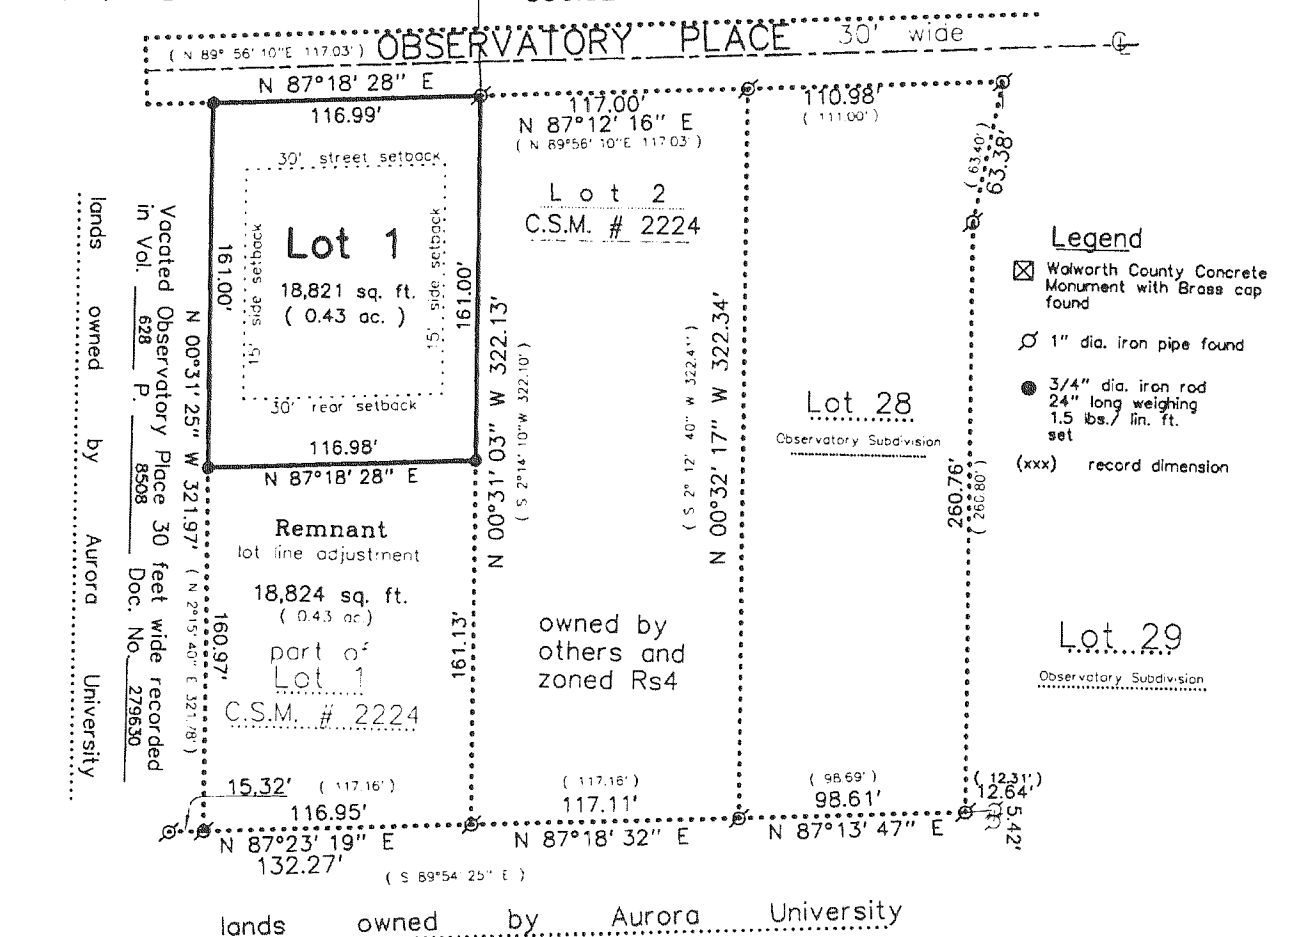 ( N 89° 56' 10"E 117.03' )
OBSERVATORY PLACE 30' wide
N 87°18' 28" E
116.99'
117.00'
N 87°12' 16" E
( N 89°56' 10"E 117.03' )
110.98'
( 111.00' )
( 63.40' )
63.38'
30' street setback
15' side setback
Lot 1
18,821 sq. ft.
( 0.43 ac. )
15' side setback
30' rear setback
161.00'
161.00'
116.98'
N 87°18' 28" E
Lot 2
C.S.M. # 2224
Legend
Walworth County Concrete
Monument with Brass cap
found
1" dia. iron pipe found
3/4" dia. iron rod
24" long weighing
1.5 lbs./ lin. ft.
set
(xxx) record dimension
lands owned by Aurora University
Vacated Observatory Place 30 feet wide recorded
in Vol. 628 P. 8508 Doc. No. 279630
N 00°31' 25" W 321.97'
( N 2°15' 40" E 321.78' )
N 00°31' 03" W 322.13'
( S 2°14' 10"W 322.10' )
( S 2° 12' 40" W 322.41' )
N 00°32' 17" W 322.34'
Lot 28
Observatory Subdivision
260.76'
( 260.80' )
Remnant
lot line adjustment
18,824 sq. ft.
( 0.43 ac.)
part of
Lot 1
C.S.M. # 2224
160.97'
161.13'
owned by
others and
zoned Rs4
Lot 29
Observatory Subdivision
15.32' ( 117.16' )
116.95'
N 87°23' 19" E
132.27'
( S 89°54' 25" E )
( 117.16' )
117.11'
N 87°18' 32" E
( 98.69' )
98.61'
N 87°13' 47" E
( 12.31' )
12.64'
5.42'
lands owned by Aurora University